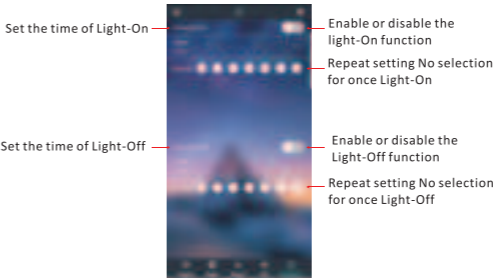 Set the time of Light-On
Enable or disable the
light-On function
Repeat setting No selection
for once Light-On
Set the time of Light-Off
Enable or disable the
Light-Off function
Repeat setting No selection
for once Light-Off